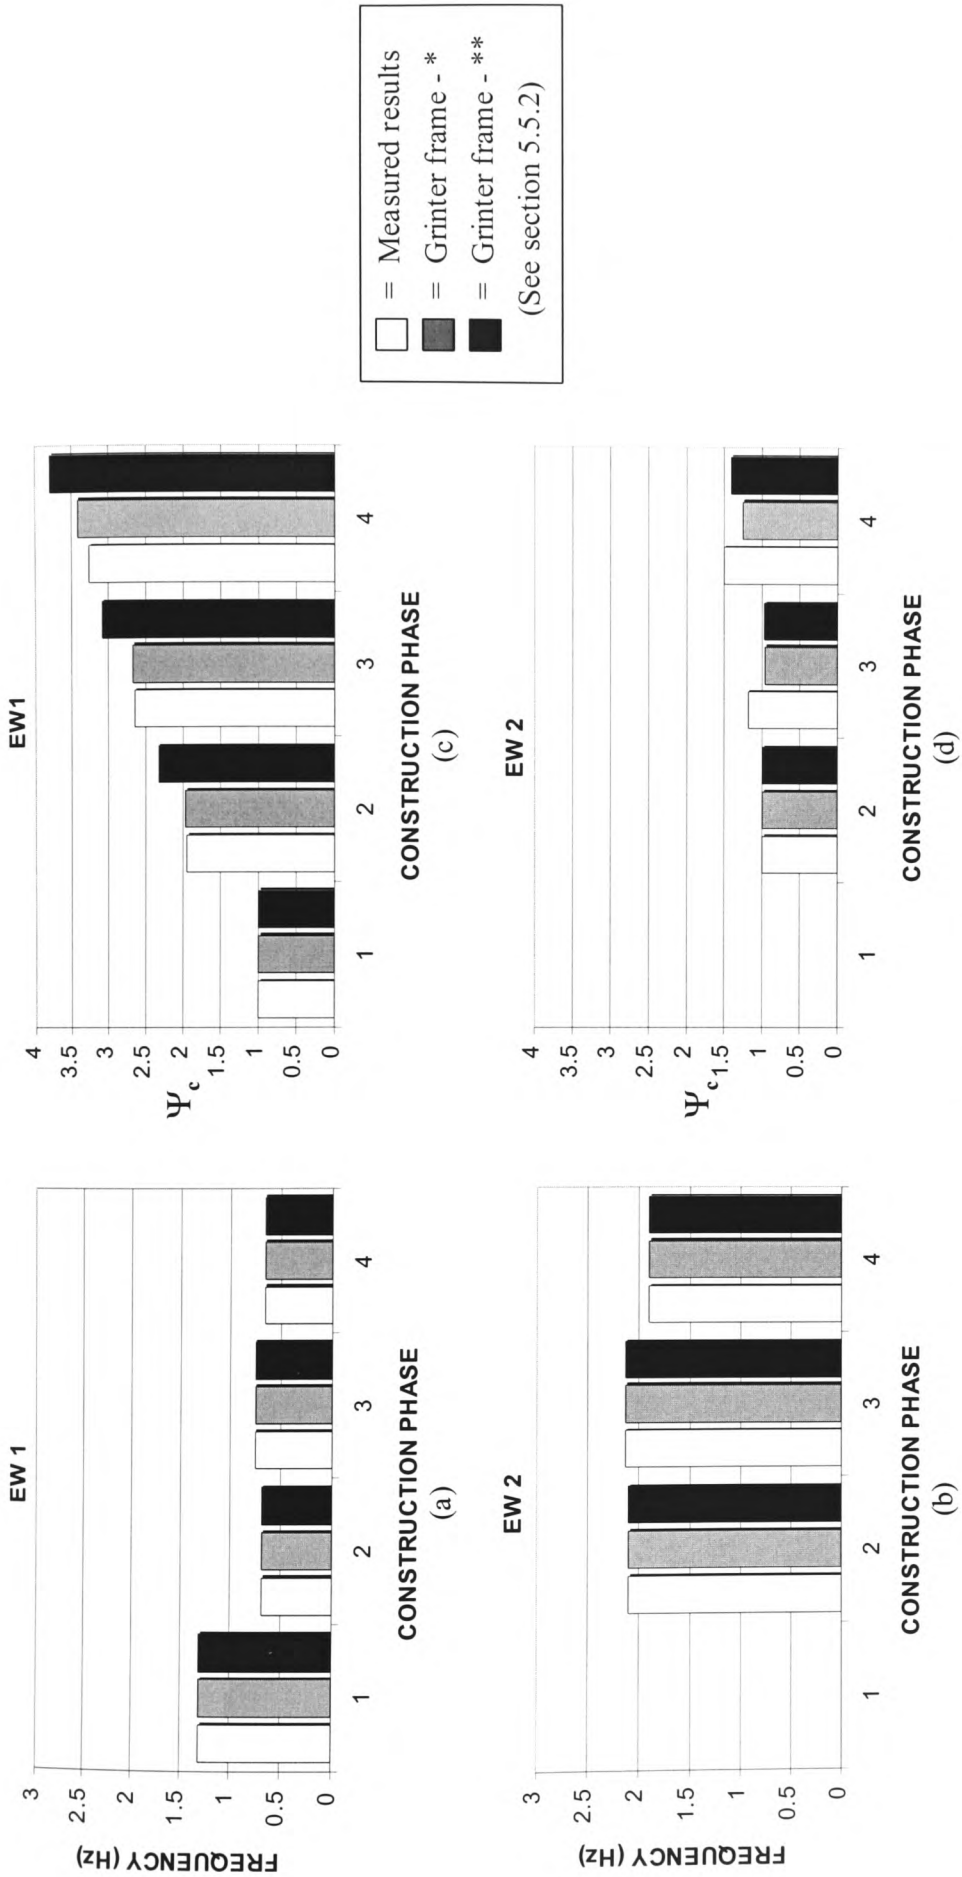 EW 1
FREQUENCY (Hz)
3
2.5
2
1.5
1
0.5
0
1 2 3 4
CONSTRUCTION PHASE
(a)
EW1
Ψc
4
3.5
3
2.5
2
1.5
1
0.5
0
1 2 3 4
CONSTRUCTION PHASE
(c)
EW 2
FREQUENCY (Hz)
3
2.5
2
1.5
1
0.5
0
1 2 3 4
CONSTRUCTION PHASE
(b)
EW 2
Ψc
4
3.5
3
2.5
2
1.5
1
0.5
0
1 2 3 4
CONSTRUCTION PHASE
(d)
= Measured results
= Grinter frame - *
= Grinter frame - **
(See section 5.5.2)